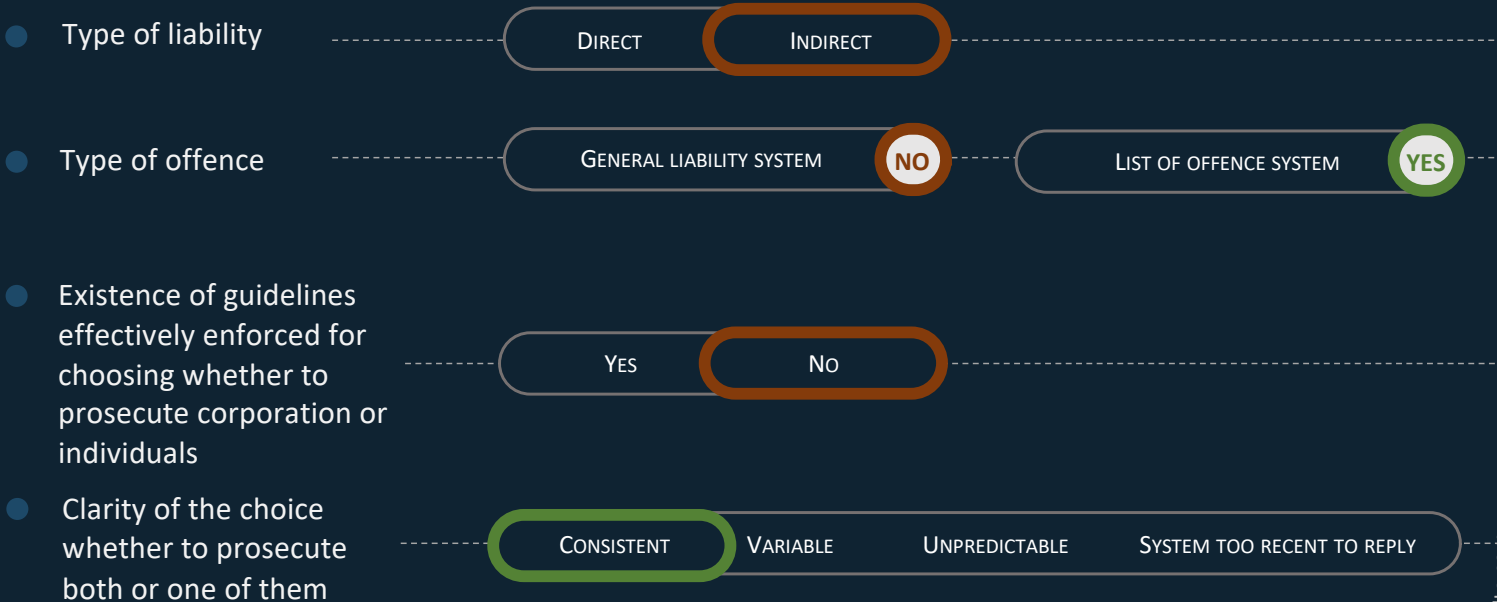 Type of liability
DIRECT INDIRECT
Type of offence
GENERAL LIABILITY SYSTEM NO LIST OF OFFENCE SYSTEM YES
Existence of guidelines
effectively enforced for
choosing whether to
prosecute corporation or
individuals
YES NO
Clarity of the choice
whether to prosecute
both or one of them
CONSISTENT VARIABLE UNPREDICTABLE SYSTEM TOO RECENT TO REPLY